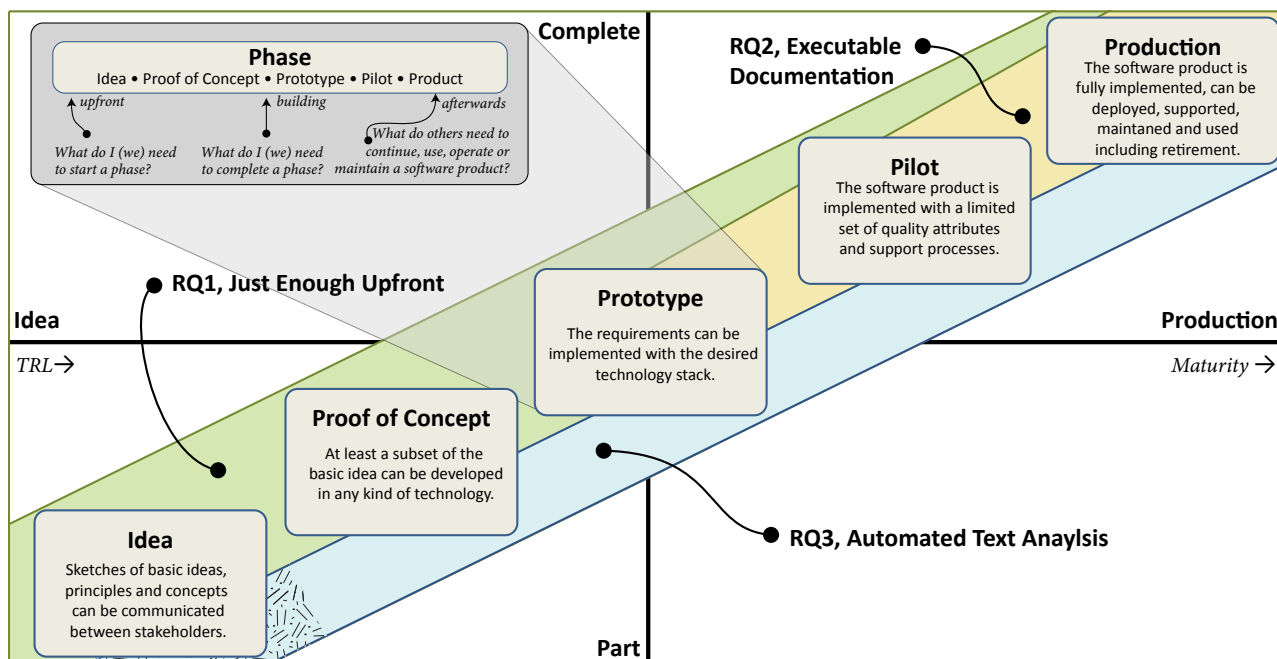 Phase
Idea • Proof of Concept • Prototype • Pilot • Product
upfront
building
afterwards
What do I (we) need
to start a phase?
What do I (we) need
to complete a phase?
What do others need to
continue, use, operate or
maintain a software product?
Complete
RQ2, Executable
Documentation
Production
The software product is
fully implemented, can be
deployed, supported,
maintaned and used
including retirement.
Pilot
The software product is
implemented with a limited
set of quality attributes
and support processes.
RQ1, Just Enough Upfront
Prototype
The requirements can be
implemented with the desired
technology stack.
Idea
Production
TRL→
Maturity →
Proof of Concept
At least a subset of the
basic idea can be developed
in any kind of technology.
Idea
Sketches of basic ideas,
principles and concepts
can be communicated
between stakeholders.
RQ3, Automated Text Anaylsis
Part